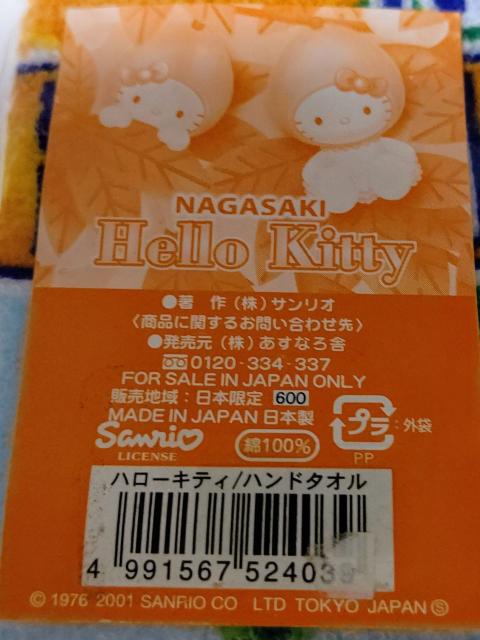 NAGASAKI
Hello Kitty
●著 作(株)サンリオ
〈商品に関するお問い合わせ先〉
●発売元(株)あすなろ舎
0120-334-337
FOR SALE IN JAPAN ONLY
販売地域:日本限定 600
MADE IN JAPAN 日本製
Sanrio
LICENSE
綿100%
プラ:外袋
PP
ハローキティ/ハンドタオル
4 991567 52403
© 1976 2001 SANRIO CO LTD TOKYO JAPAN Ⓢ